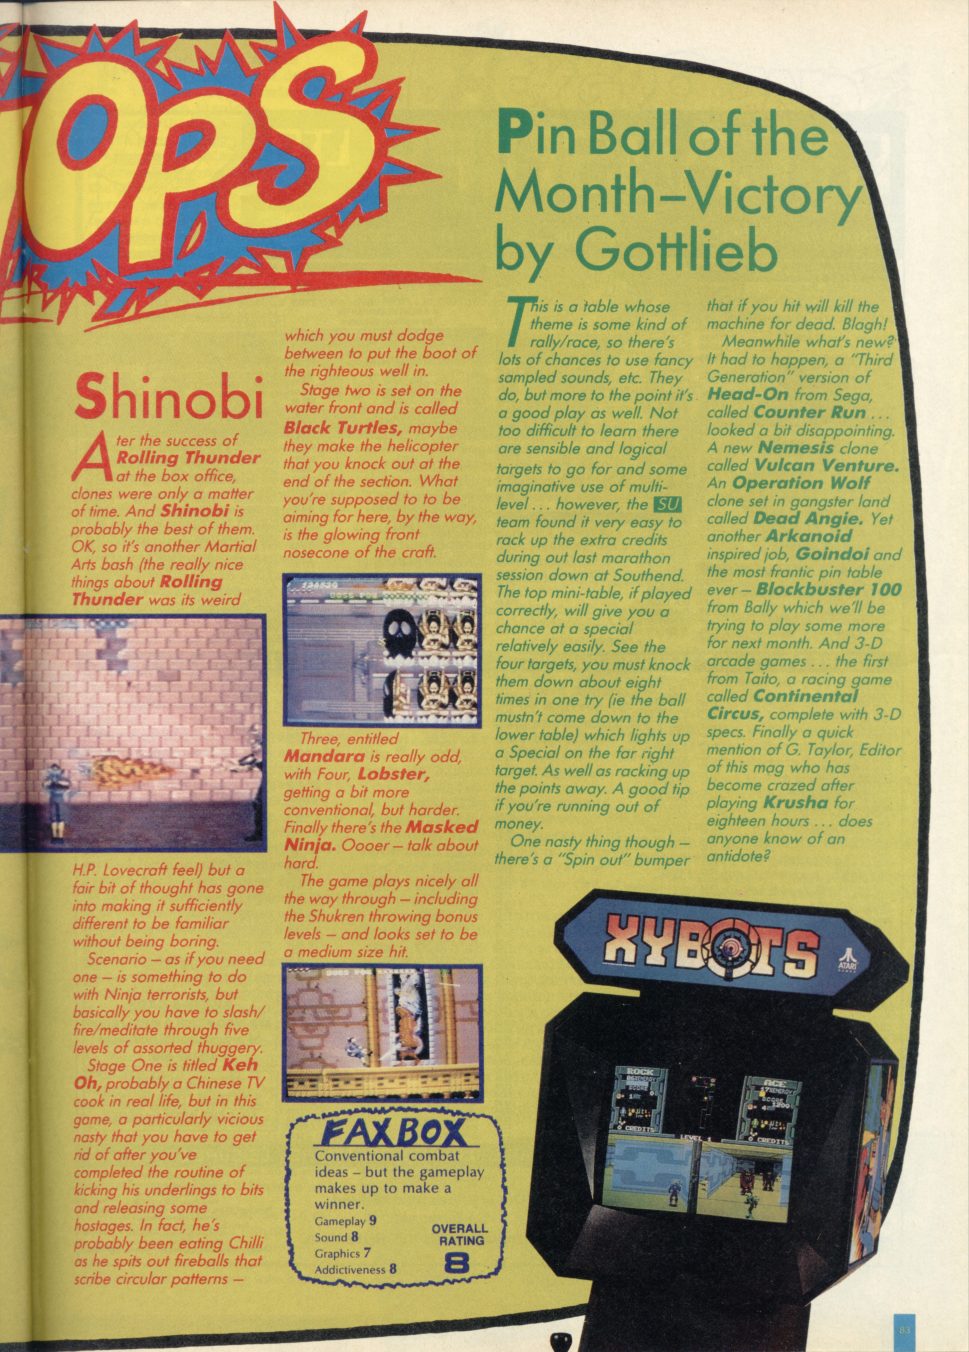 OPS
Shinobi
After the success of
Rolling Thunder
at the box office,
clones were only a matter
of time. And Shinobi is
probably the best of them.
OK, so it's another Martial
Arts bash (the really nice
things about Rolling
Thunder was its weird
H.P. Lovecraft feel) but a
fair bit of thought has gone
into making it sufficiently
different to be familiar
without being boring.
Scenario – as if you need
one – is something to do
with Ninja terrorists, but
basically you have to slash/
fire/meditate through five
levels of assorted thuggery.
Stage One is titled Keh
Oh, probably a Chinese TV
cook in real life, but in this
game, a particularly vicious
nasty that you have to get
rid of after you've
completed the routine of
kicking his underlings to bits
and releasing some
hostages. In fact, he's
probably been eating Chilli
as he spits out fireballs that
scribe circular patterns –
which you must dodge
between to put the boot of
the righteous well in.
Stage two is set on the
water front and is called
Black Turtles, maybe
they make the helicopter
that you knock out at the
end of the section. What
you're supposed to to be
aiming for here, by the way,
is the glowing front
nosecone of the craft.
Three, entitled
Mandara is really odd,
with Four, Lobster,
getting a bit more
conventional, but harder.
Finally there's the Masked
Ninja. Oooer – talk about
hard.
The game plays nicely all
the way through – including
the Shukren throwing bonus
levels – and looks set to be
a medium size hit.
FAXBOX
Conventional combat
ideas – but the gameplay
makes up to make a
winner.
Gameplay 9
Sound 8
Graphics 7
Addictiveness 8
OVERALL
RATING
8
Pin Ball of the
Month–Victory
by Gottlieb
This is a table whose
theme is some kind of
rally/race, so there's
lots of chances to use fancy
sampled sounds, etc. They
do, but more to the point it's
a good play as well. Not
too difficult to learn there
are sensible and logical
targets to go for and some
imaginative use of multi-
level ... however, the SU
team found it very easy to
rack up the extra credits
during out last marathon
session down at Southend.
The top mini-table, if played
correctly, will give you a
chance at a special
relatively easily. See the
four targets, you must knock
them down about eight
times in one try (ie the ball
mustn't come down to the
lower table) which lights up
a Special on the far right
target. As well as racking up
the points away. A good tip
if you're running out of
money.
One nasty thing though –
there's a "Spin out" bumper
that if you hit will kill the
machine for dead. Blagh!
Meanwhile what's new?
It had to happen, a "Third
Generation" version of
Head-On from Sega,
called Counter Run ...
looked a bit disappointing.
A new Nemesis clone
called Vulcan Venture.
An Operation Wolf
clone set in gangster land
called Dead Angie. Yet
another Arkanoid
inspired job, Goindoi and
the most frantic pin table
ever – Blockbuster 100
from Bally which we'll be
trying to play some more
for next month. And 3-D
arcade games ... the first
from Taito, a racing game
called Continental
Circus, complete with 3-D
specs. Finally a quick
mention of G. Taylor, Editor
of this mag who has
become crazed after
playing Krusha for
eighteen hours ... does
anyone know of an
antidote?
XYBOTS
ATARI
GAMES
ROCK
ENERGY
SCORE
0 CREDITS
LEVEL 1
ACE
ENERGY
SCORE
0 CREDITS
83